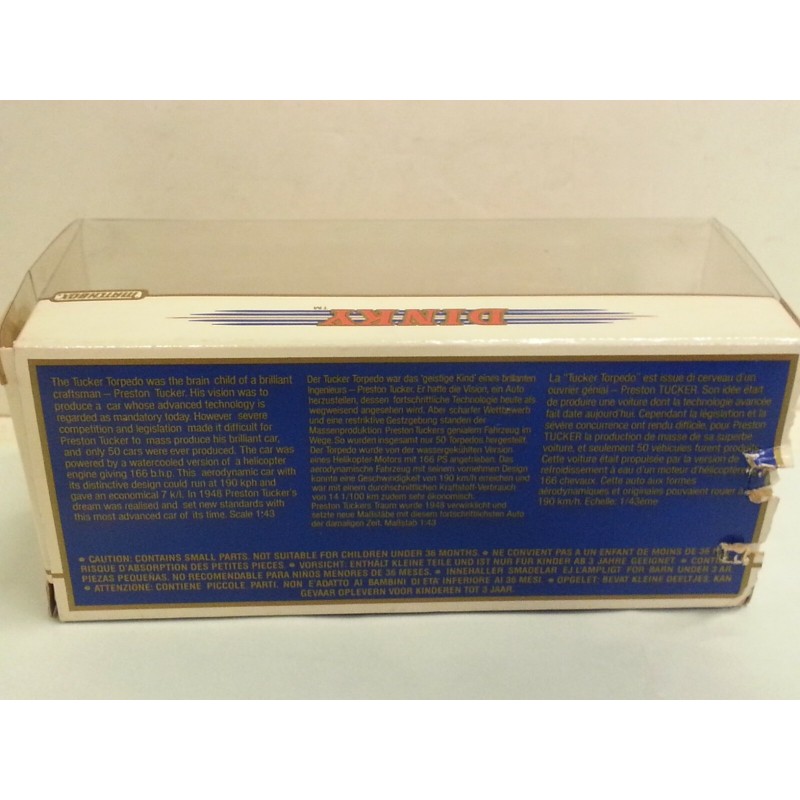 MATCHBOX
DINKY™
The Tucker Torpedo was the brain child of a brilliant
craftsman – Preston Tucker. His vision was to
produce a car whose advanced technology is
regarded as mandatory today. However severe
competition and legislation made it difficult for
Preston Tucker to mass produce his brilliant car,
and only 50 cars were ever produced. The car was
powered by a watercooled version of a helicopter
engine giving 166 b.h.p. This aerodynamic car with
its distinctive design could run at 190 kph and
gave an economical 7 k/l. In 1948 Preston Tucker's
dream was realised and set new standards with
this most advanced car of its time. Scale 1:43
Der Tucker Torpedo war das 'geistige Kind' eines brillanten
Ingenieurs – Preston Tucker. Er hatte die Vision, ein Auto
herzustellen, dessen fortschrittliche Technologie heute als
wegweisend angesehen wird. Aber scharfer Wettbewerb
und eine restriktive Gestzgebung standen der
Massenproduktion Preston Tuckers genialem Fahrzeug im
Wege. So wurden insgesamt nur 50 Torpedos hergestellt.
Der Torpedo wurde von der wassergekühlten Version
eines Helikopter-Motors mit 166 PS angetrieben. Das
aerodynamische Fahrzeug mit seinem vornehmen Design
konnte eine Geschwindigkeit von 190 km/h erreichen und
war mit einem durchschnittlichen Kraftstoff-Verbrauch
von 14 1/100 km zudem sehr ökonomisch.
Preston Tuckers Traum wurde 1948 verwirklicht und
setzte neue Maßstäbe mit diesem fortschrittlichsten Auto
der damaligen Zeit. Maßstab 1:43
La "Tucker Torpedo" est issue di cerveau d'un
ouvrier génial – Preston TUCKER. Son idée était
de produire une voiture dont la technologie avancée
fait date aujourd'hui. Cependant la législation et la
sévère concurrence ont rendu difficile, pour Preston
TUCKER la production de masse de sa superbe
voiture, et seulement 50 véhicules furent produits.
Cette voiture était propulsée par la version de
refroidissement à eau d'un moteur d'hélicoptère
166 chevaux. Cette auto aux formes
aérodynamiques et originales pouvaient rouler à
190 km/h. Echelle: 1/43ème
● CAUTION: CONTAINS SMALL PARTS. NOT SUITABLE FOR CHILDREN UNDER 36 MONTHS. ● NE CONVIENT PAS A UN ENFANT DE MOINS DE 36
RISQUE D'ABSORPTION DES PETITES PIECES. ● VORSICHT: ENTHÄLT KLEINE TEILE UND IST NUR FÜR KINDER AB 3 JAHRE GEEIGNET ●
PIEZAS PEQUEÑAS. NO RECOMENDABLE PARA NIÑOS MENORES DE 36 MESES. ● INNEHALLER SMADELAR EJ LAMPLIGT FOR BARN UNDER 3 AR.
● ATTENZIONE: CONTIENE PICCOLE PARTI. NON E'ADATTO AI BAMBINI DI ETA INFERIORE AI 36 MESI. ● OPGELET: BEVAT KLEINE DEELTJES, KAN
GEVAAR OPLEVERN VOOR KINDEREN TOT 3 JAAR.